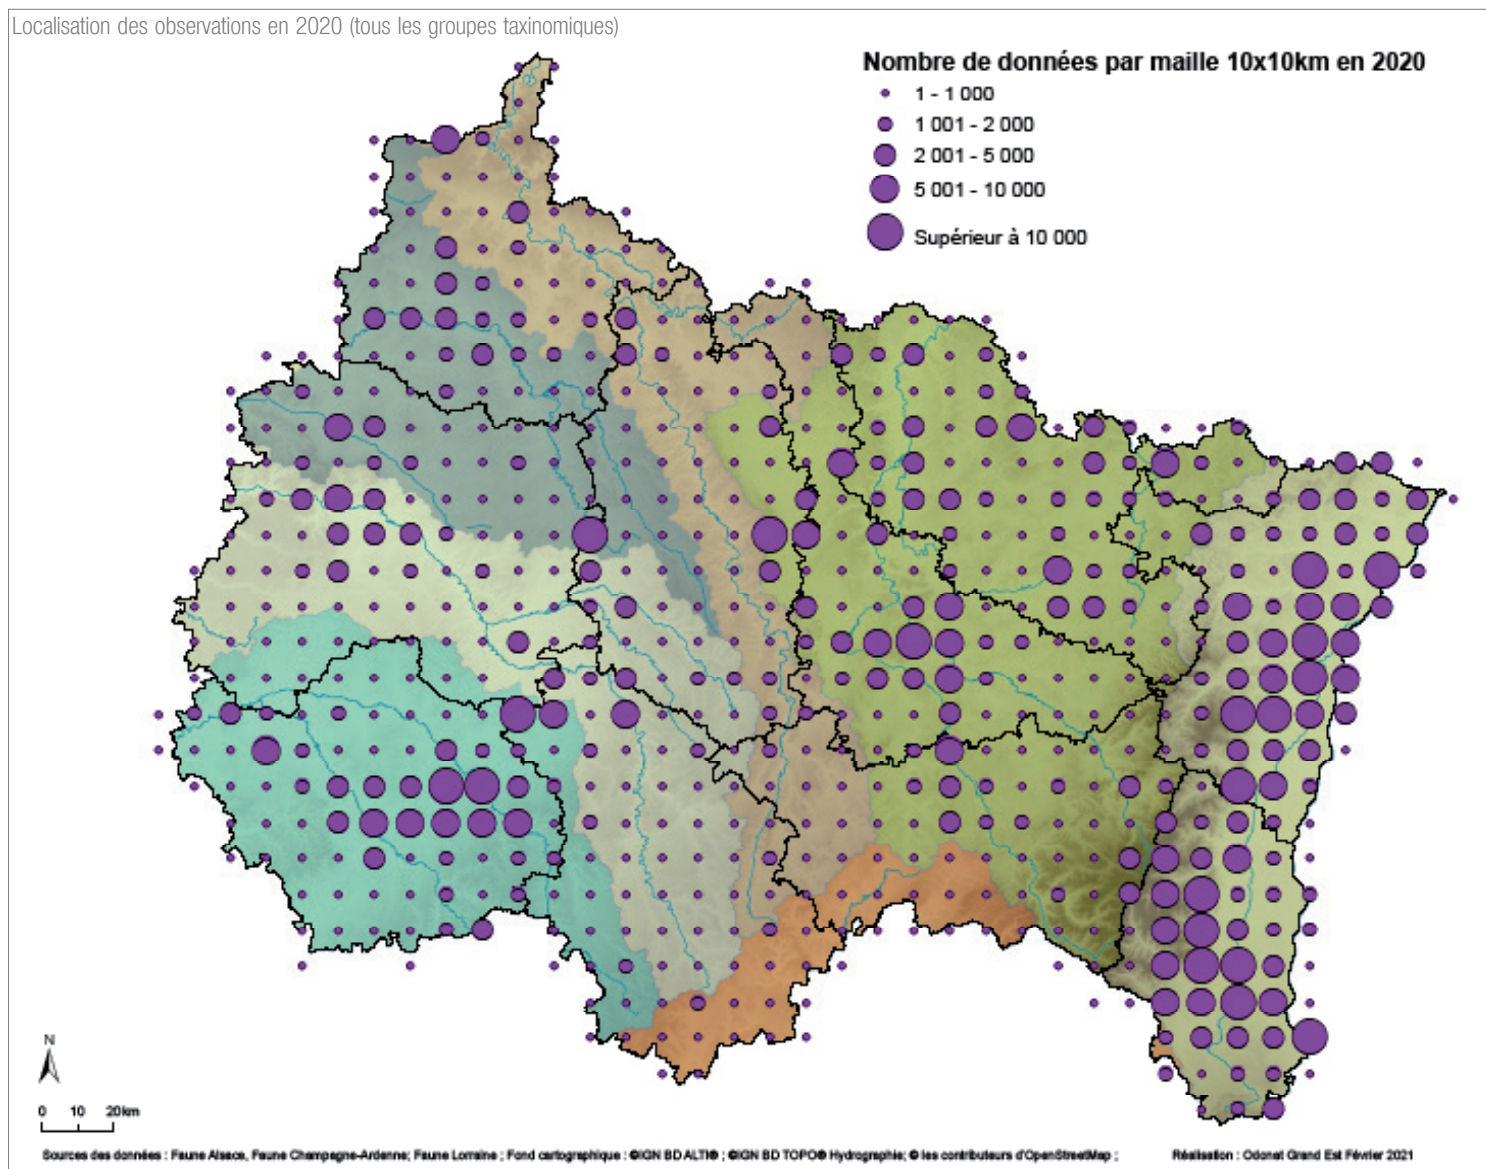 Localisation des observations en 2020 (tous les groupes taxinomiques)
Nombre de données par maille 10x10km en 2020
1 - 1 000
1 001 - 2 000
2 001 - 5 000
5 001 - 10 000
Supérieur à 10 000
N
0 10 20km
Sources des données : Faune Alsace, Faune Champagne-Ardenne; Faune Lorraine ; Fond cartographique : ©IGN BD ALTI® ; ©IGN BD TOPO® Hydrographie; © les contributeurs d'OpenStreetMap ; Réalisation : Odonat Grand Est Février 2021